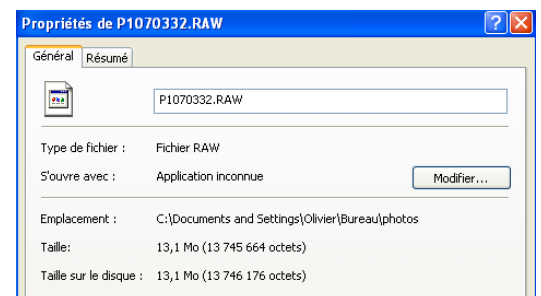 Propriétés de P1070332.RAW
Général Résumé
P1070332.RAW
Type de fichier : Fichier RAW
S'ouvre avec : Application inconnue Modifier...
Emplacement : C:\Documents and Settings\Olivier\Bureau\photos
Taille: 13,1 Mo (13 745 664 octets)
Taille sur le disque : 13,1 Mo (13 746 176 octets)